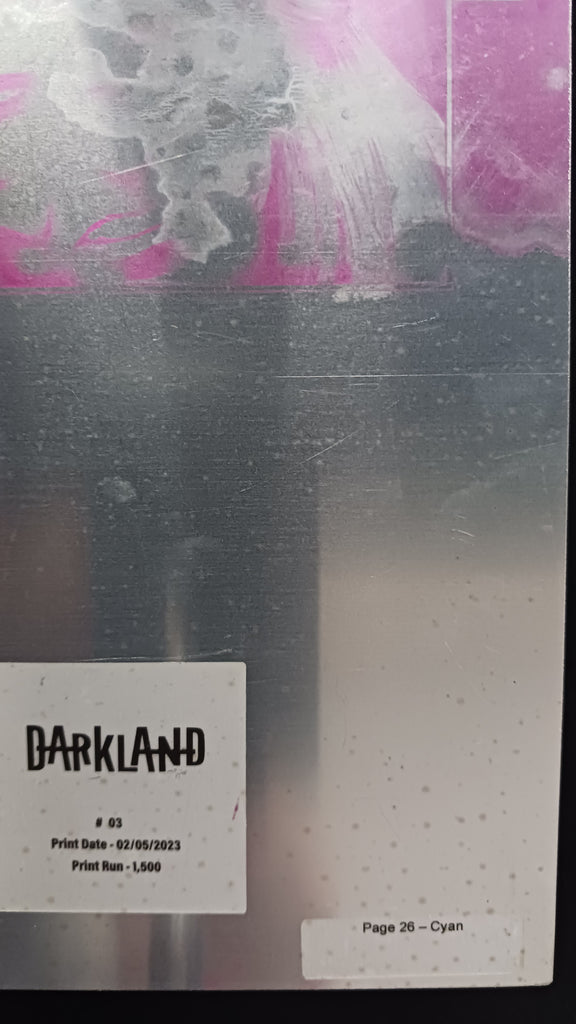 DARKLAND
# 03
Print Date - 02/05/2023
Print Run - 1,500
Page 26 – Cyan